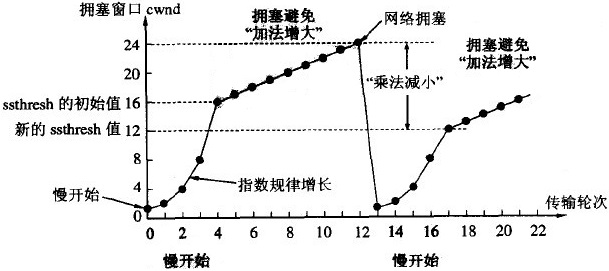 拥塞窗口 cwnd
拥塞避免
“加法增大”
网络拥塞
拥塞避免
“加法增大”
“乘法减小”
24
20
ssthresh 的初始值 16
新的 ssthresh 值 12
8
4
慢开始
0
指数规律增长
传输轮次
0 2 4 6 8 10 12 14 16 18 20 22
慢开始 慢开始